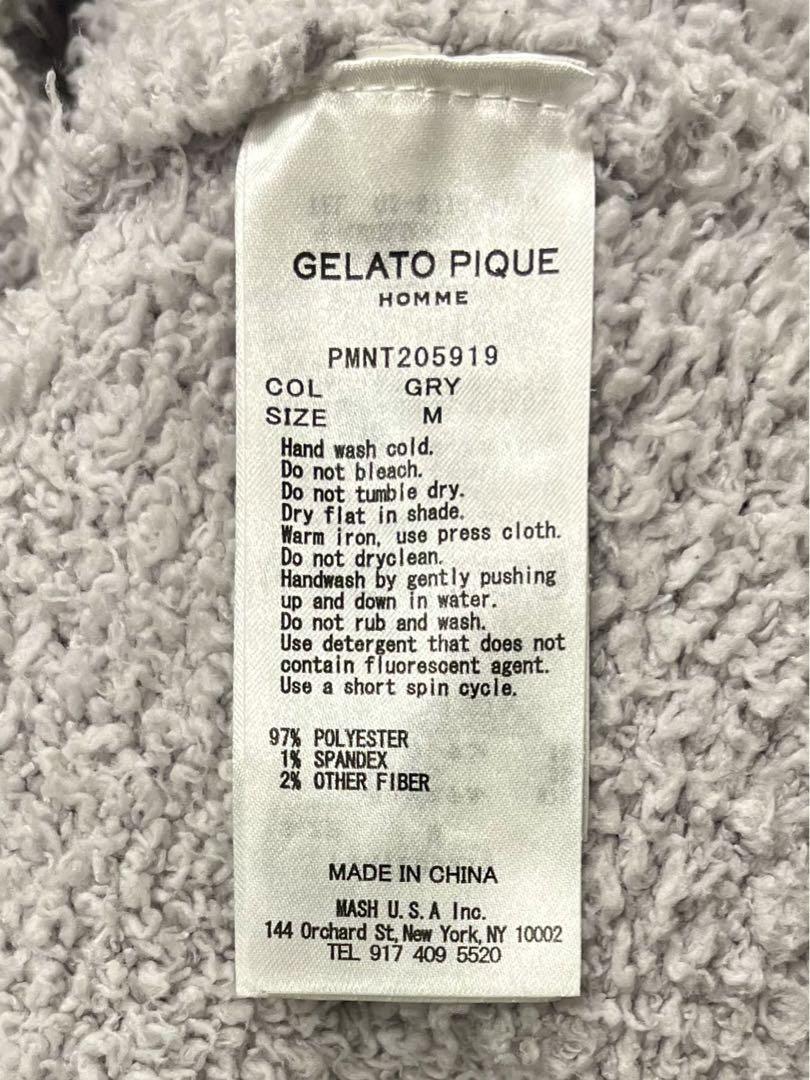 GELATO PIQUE
HOMME
PMNT205919
COL GRY
SIZE M
Hand wash cold.
Do not bleach.
Do not tumble dry.
Dry flat in shade.
Warm iron, use press cloth.
Do not dryclean.
Handwash by gently pushing
up and down in water.
Do not rub and wash.
Use detergent that does not
contain fluorescent agent.
Use a short spin cycle.
97% POLYESTER
1% SPANDEX
2% OTHER FIBER
MADE IN CHINA
MASH U.S.A Inc.
144 Orchard St, New York, NY 10002
TEL 917 409 5520